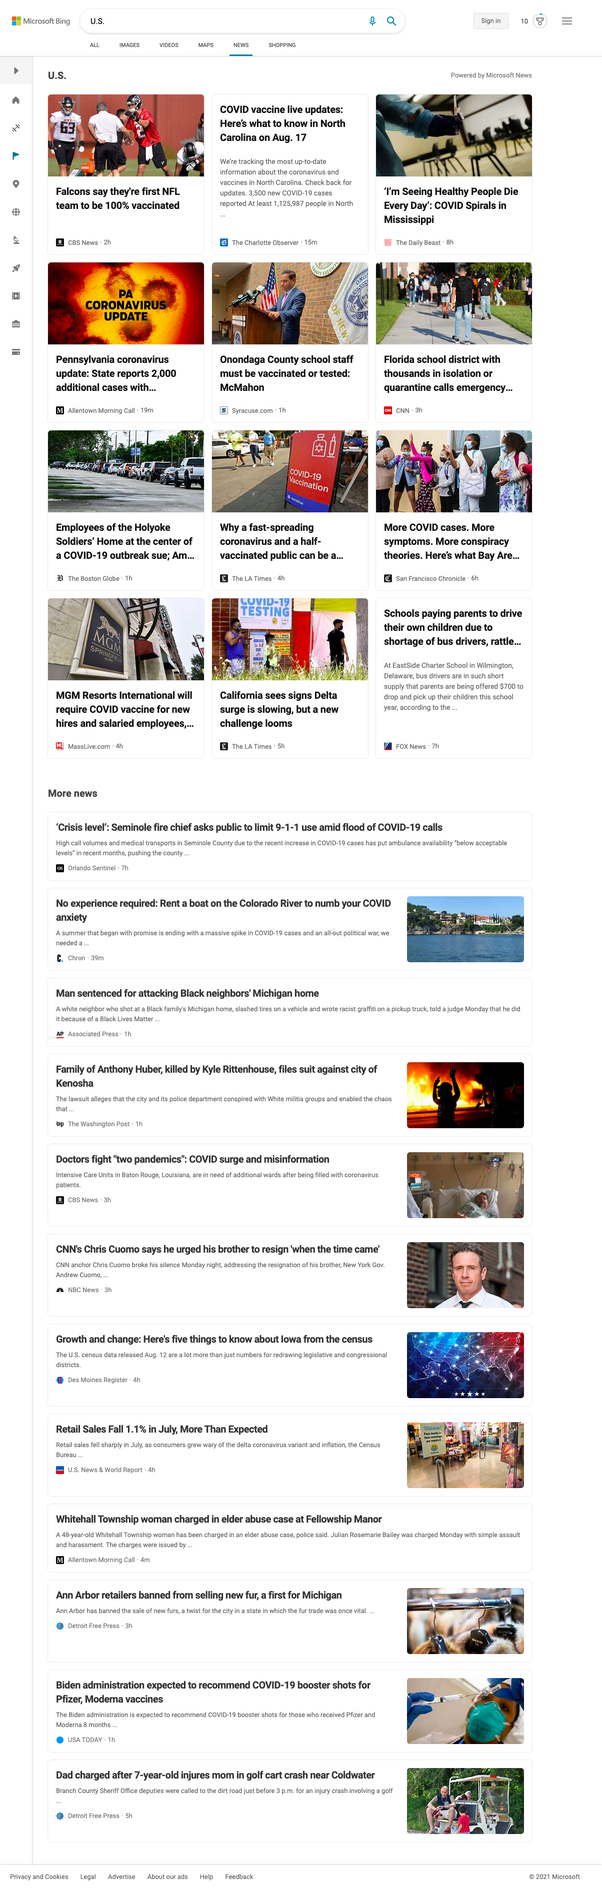 Microsoft Bing
U.S.
Sign in
10
ALL IMAGES VIDEOS MAPS NEWS SHOPPING
U.S.
Powered by Microsoft News
63
2
Falcons say they're first NFL
team to be 100% vaccinated
CBS News · 2h
COVID vaccine live updates:
Here's what to know in North
Carolina on Aug. 17
We're tracking the most up-to-date
information about the coronavirus and
vaccines in North Carolina. Check back for
updates. 3,500 new COVID-19 cases
reported At least 1,125,987 people in North
...
The Charlotte Observer · 15m
'I'm Seeing Healthy People Die
Every Day': COVID Spirals in
Mississippi
The Daily Beast · 8h
PA
CORONAVIRUS
UPDATE
Pennsylvania coronavirus
update: State reports 2,000
additional cases with...
Allentown Morning Call · 19m
Onondaga County school staff
must be vaccinated or tested:
McMahon
Syracuse.com · 1h
Florida school district with
thousands in isolation or
quarantine calls emergency...
CNN · 3h
Employees of the Holyoke
Soldiers' Home at the center of
a COVID-19 outbreak sue; Am...
The Boston Globe · 1h
COVID-19
Vaccination
Why a fast-spreading
coronavirus and a half-
vaccinated public can be a...
The LA Times · 4h
More COVID cases. More
symptoms. More conspiracy
theories. Here's what Bay Are...
San Francisco Chronicle · 6h
MGM
SPRINGFIELD
MGM Resorts International will
require COVID vaccine for new
hires and salaried employees,...
MassLive.com · 4h
COVID-19
TESTING
California sees signs Delta
surge is slowing, but a new
challenge looms
The LA Times · 5h
Schools paying parents to drive
their own children due to
shortage of bus drivers, rattle...
At EastSide Charter School in Wilmington,
Delaware, bus drivers are in such short
supply that parents are being offered $700 to
drop and pick up their children this school
year, according to the ...
FOX News · 7h
More news
'Crisis level': Seminole fire chief asks public to limit 9-1-1 use amid flood of COVID-19 calls
High call volumes and medical transports in Seminole County due to the recent increase in COVID-19 cases has put ambulance availability "below acceptable
levels" in recent months, pushing the county ...
Orlando Sentinel · 7h
No experience required: Rent a boat on the Colorado River to numb your COVID
anxiety
A summer that began with promise is ending with a massive spike in COVID-19 cases and an all-out political war, we
needed a ...
Chron · 39m
Man sentenced for attacking Black neighbors' Michigan home
A white neighbor who shot at a Black family's Michigan home, slashed tires on a vehicle and wrote racist graffiti on a pickup truck, told a judge Monday that he did
it because of a Black Lives Matter ...
AP Associated Press · 1h
Family of Anthony Huber, killed by Kyle Rittenhouse, files suit against city of
Kenosha
The lawsuit alleges that the city and its police department conspired with White militia groups and enabled the chaos
that ...
wp The Washington Post · 1h
Doctors fight "two pandemics": COVID surge and misinformation
Intensive Care Units in Baton Rouge, Louisiana, are in need of additional wards after being filled with coronavirus
patients.
CBS News · 3h
CNN's Chris Cuomo says he urged his brother to resign 'when the time came'
CNN anchor Chris Cuomo broke his silence Monday night, addressing the resignation of his brother, New York Gov.
Andrew Cuomo, ...
NBC News · 3h
Growth and change: Here's five things to know about Iowa from the census
The U.S. census data released Aug. 12 are a lot more than just numbers for redrawing legislative and congressional
districts.
Des Moines Register · 4h
Retail Sales Fall 1.1% in July, More Than Expected
Retail sales fell sharply in July, as consumers grew wary of the delta coronavirus variant and inflation, the Census
Bureau ...
U.S. News & World Report · 4h
Whitehall Township woman charged in elder abuse case at Fellowship Manor
A 48-year-old Whitehall Township woman has been charged in an elder abuse case, police said. Julian Rosemarie Bailey was charged Monday with simple assault
and harassment. The charges were issued by ...
Allentown Morning Call · 4m
Ann Arbor retailers banned from selling new fur, a first for Michigan
Ann Arbor has banned the sale of new furs, a twist for the city in a state in which the fur trade was once vital. ...
Detroit Free Press · 3h
Biden administration expected to recommend COVID-19 booster shots for
Pfizer, Moderna vaccines
The Biden administration is expected to recommend COVID-19 booster shots for those who received Pfizer and
Moderna 8 months ...
USA TODAY · 1h
Dad charged after 7-year-old injures mom in golf cart crash near Coldwater
Branch County Sheriff Office deputies were called to the dirt road just before 3 p.m. for an injury crash involving a golf
...
Detroit Free Press · 5h
Privacy and Cookies Legal Advertise About our ads Help Feedback
© 2021 Microsoft